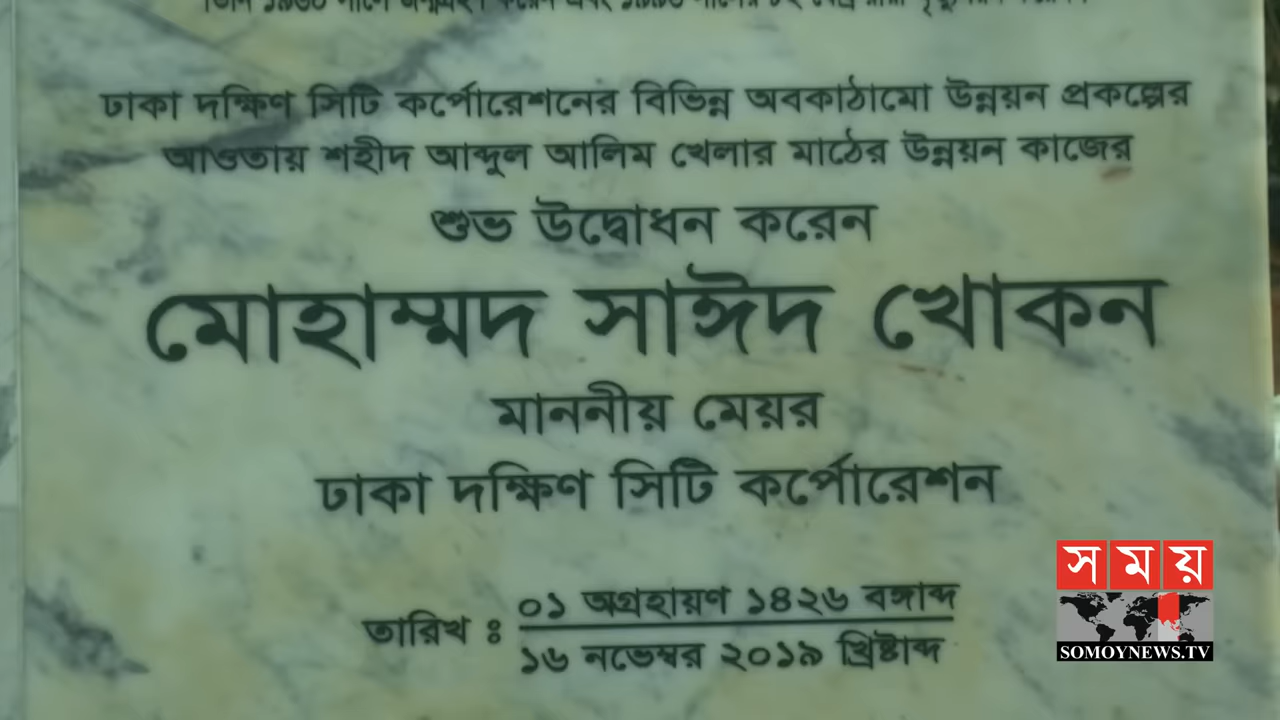 ঢাকা দক্ষিণ সিটি কর্পোরেশনের বিভিন্ন অবকাঠামো উন্নয়ন প্রকল্পের
আওতায় শহীদ আব্দুল আলিম খেলার মাঠের উন্নয়ন কাজের
শুভ উদ্বোধন করেন
মোহাম্মদ সাঈদ খোকন
মাননীয় মেয়র
ঢাকা দক্ষিণ সিটি কর্পোরেশন
তারিখ ঃ
০১ অগ্রহায়ণ ১৪২৬ বঙ্গাব্দ
১৬ নভেম্বর ২০১৯ খ্রিষ্টাব্দ
সময়
SOMOYNEWS.TV